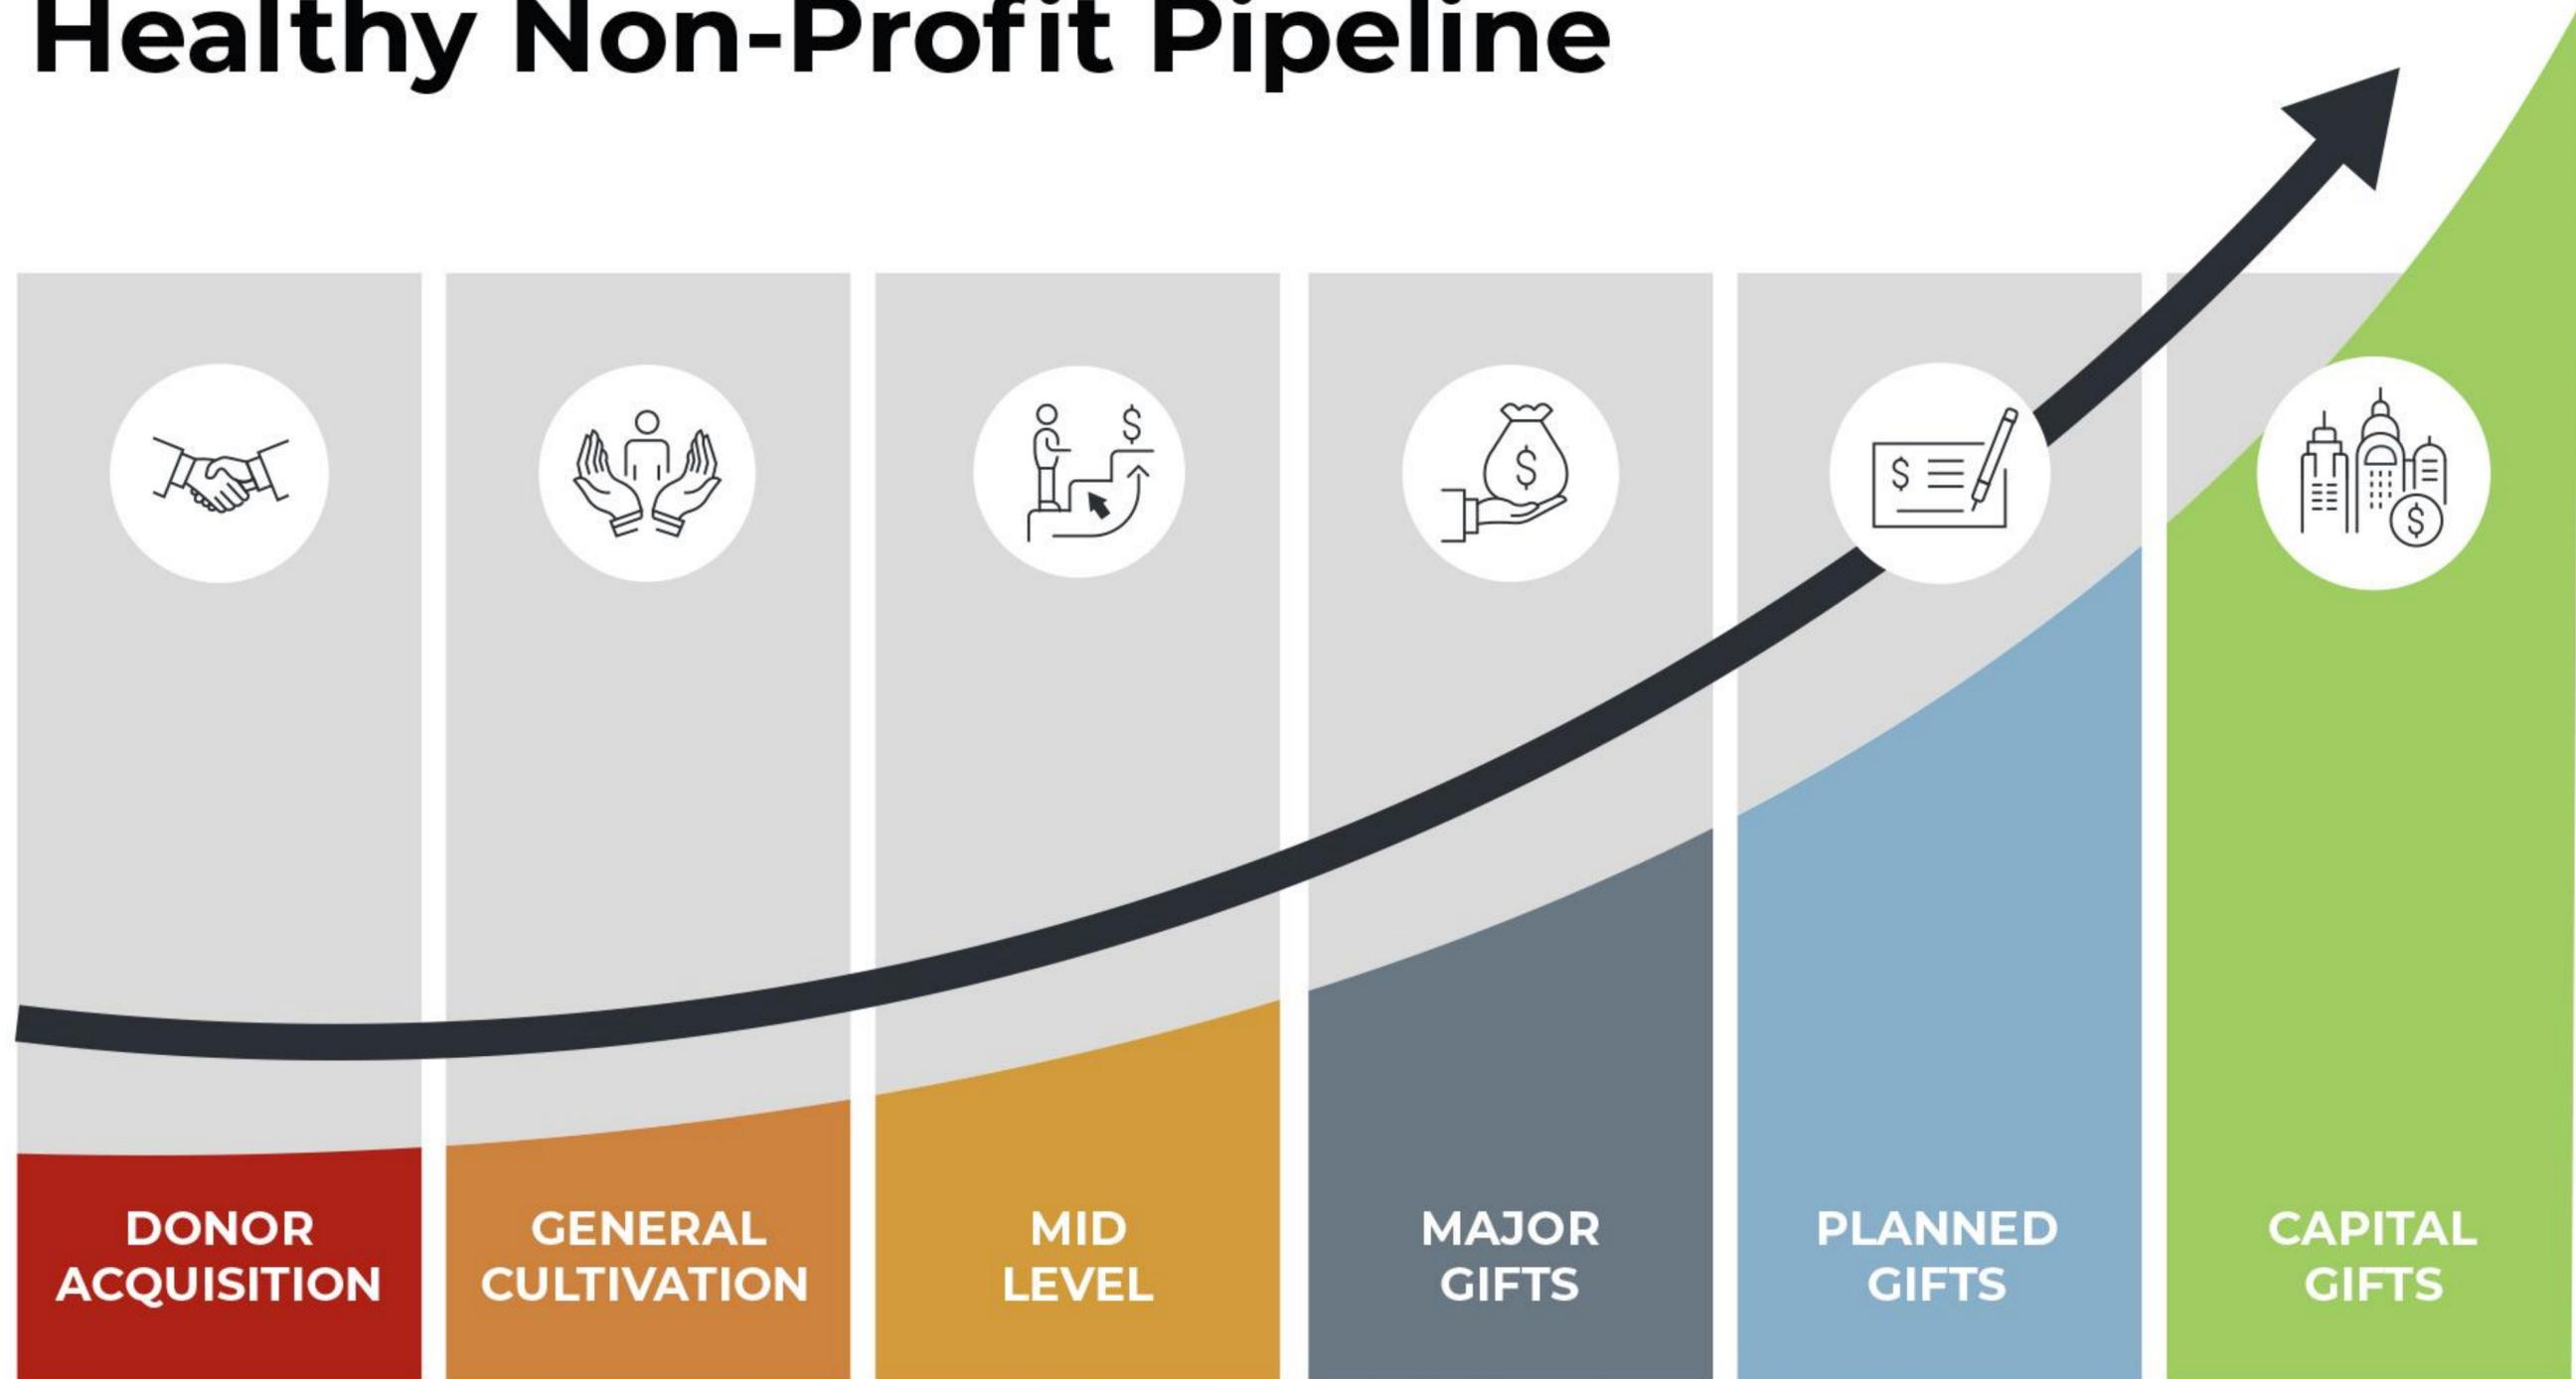 Healthy Non-Profit Pipeline
$
$
$
$
DONOR
ACQUISITION
GENERAL
CULTIVATION
MID
LEVEL
MAJOR
GIFTS
PLANNED
GIFTS
CAPITAL
GIFTS